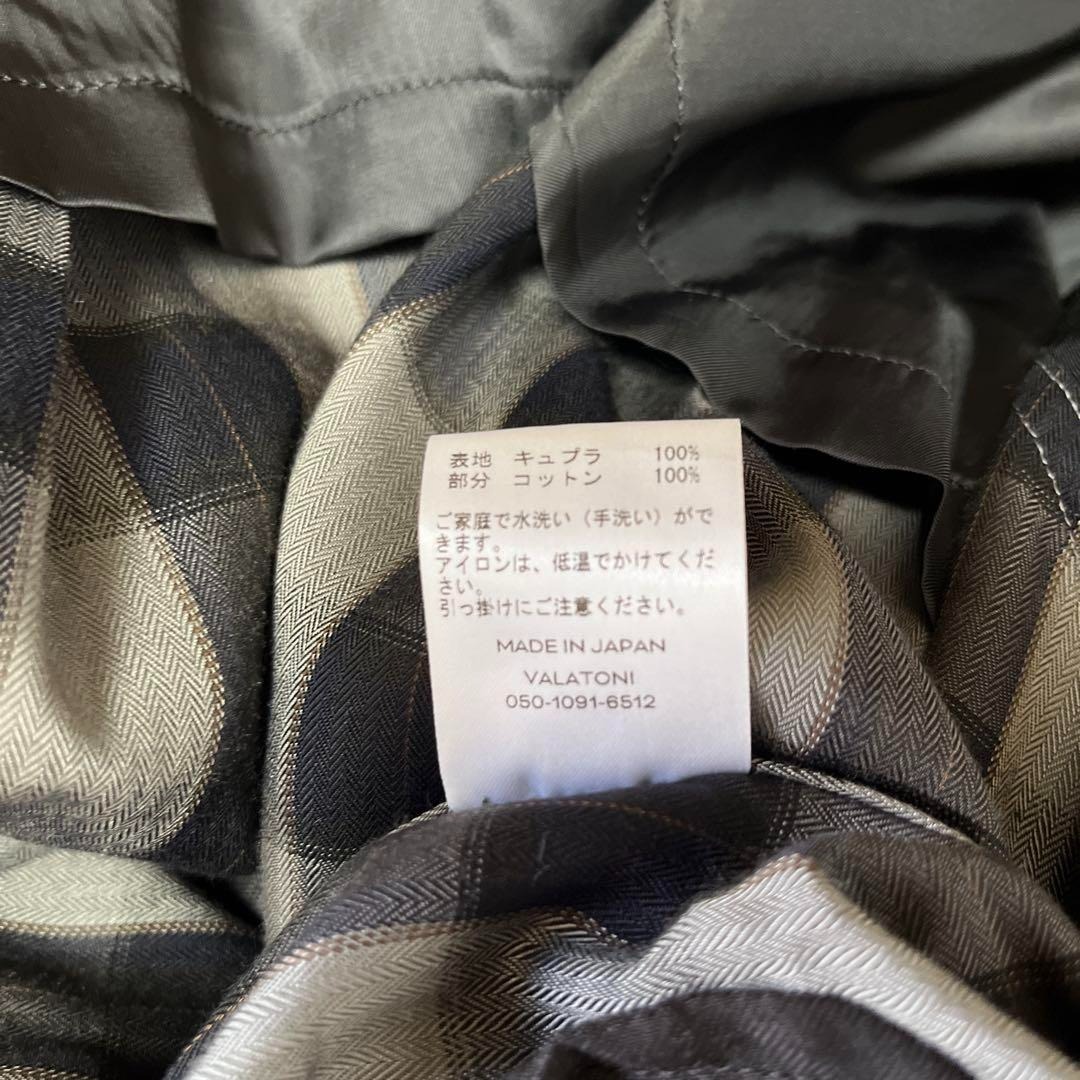 表地 キュプラ 100%
部分 コットン 100%
ご家庭で水洗い（手洗い）がで
きます。
アイロンは、低温でかけてくだ
さい。
引っ掛けにご注意ください。
MADE IN JAPAN
VALATONI
050-1091-6512